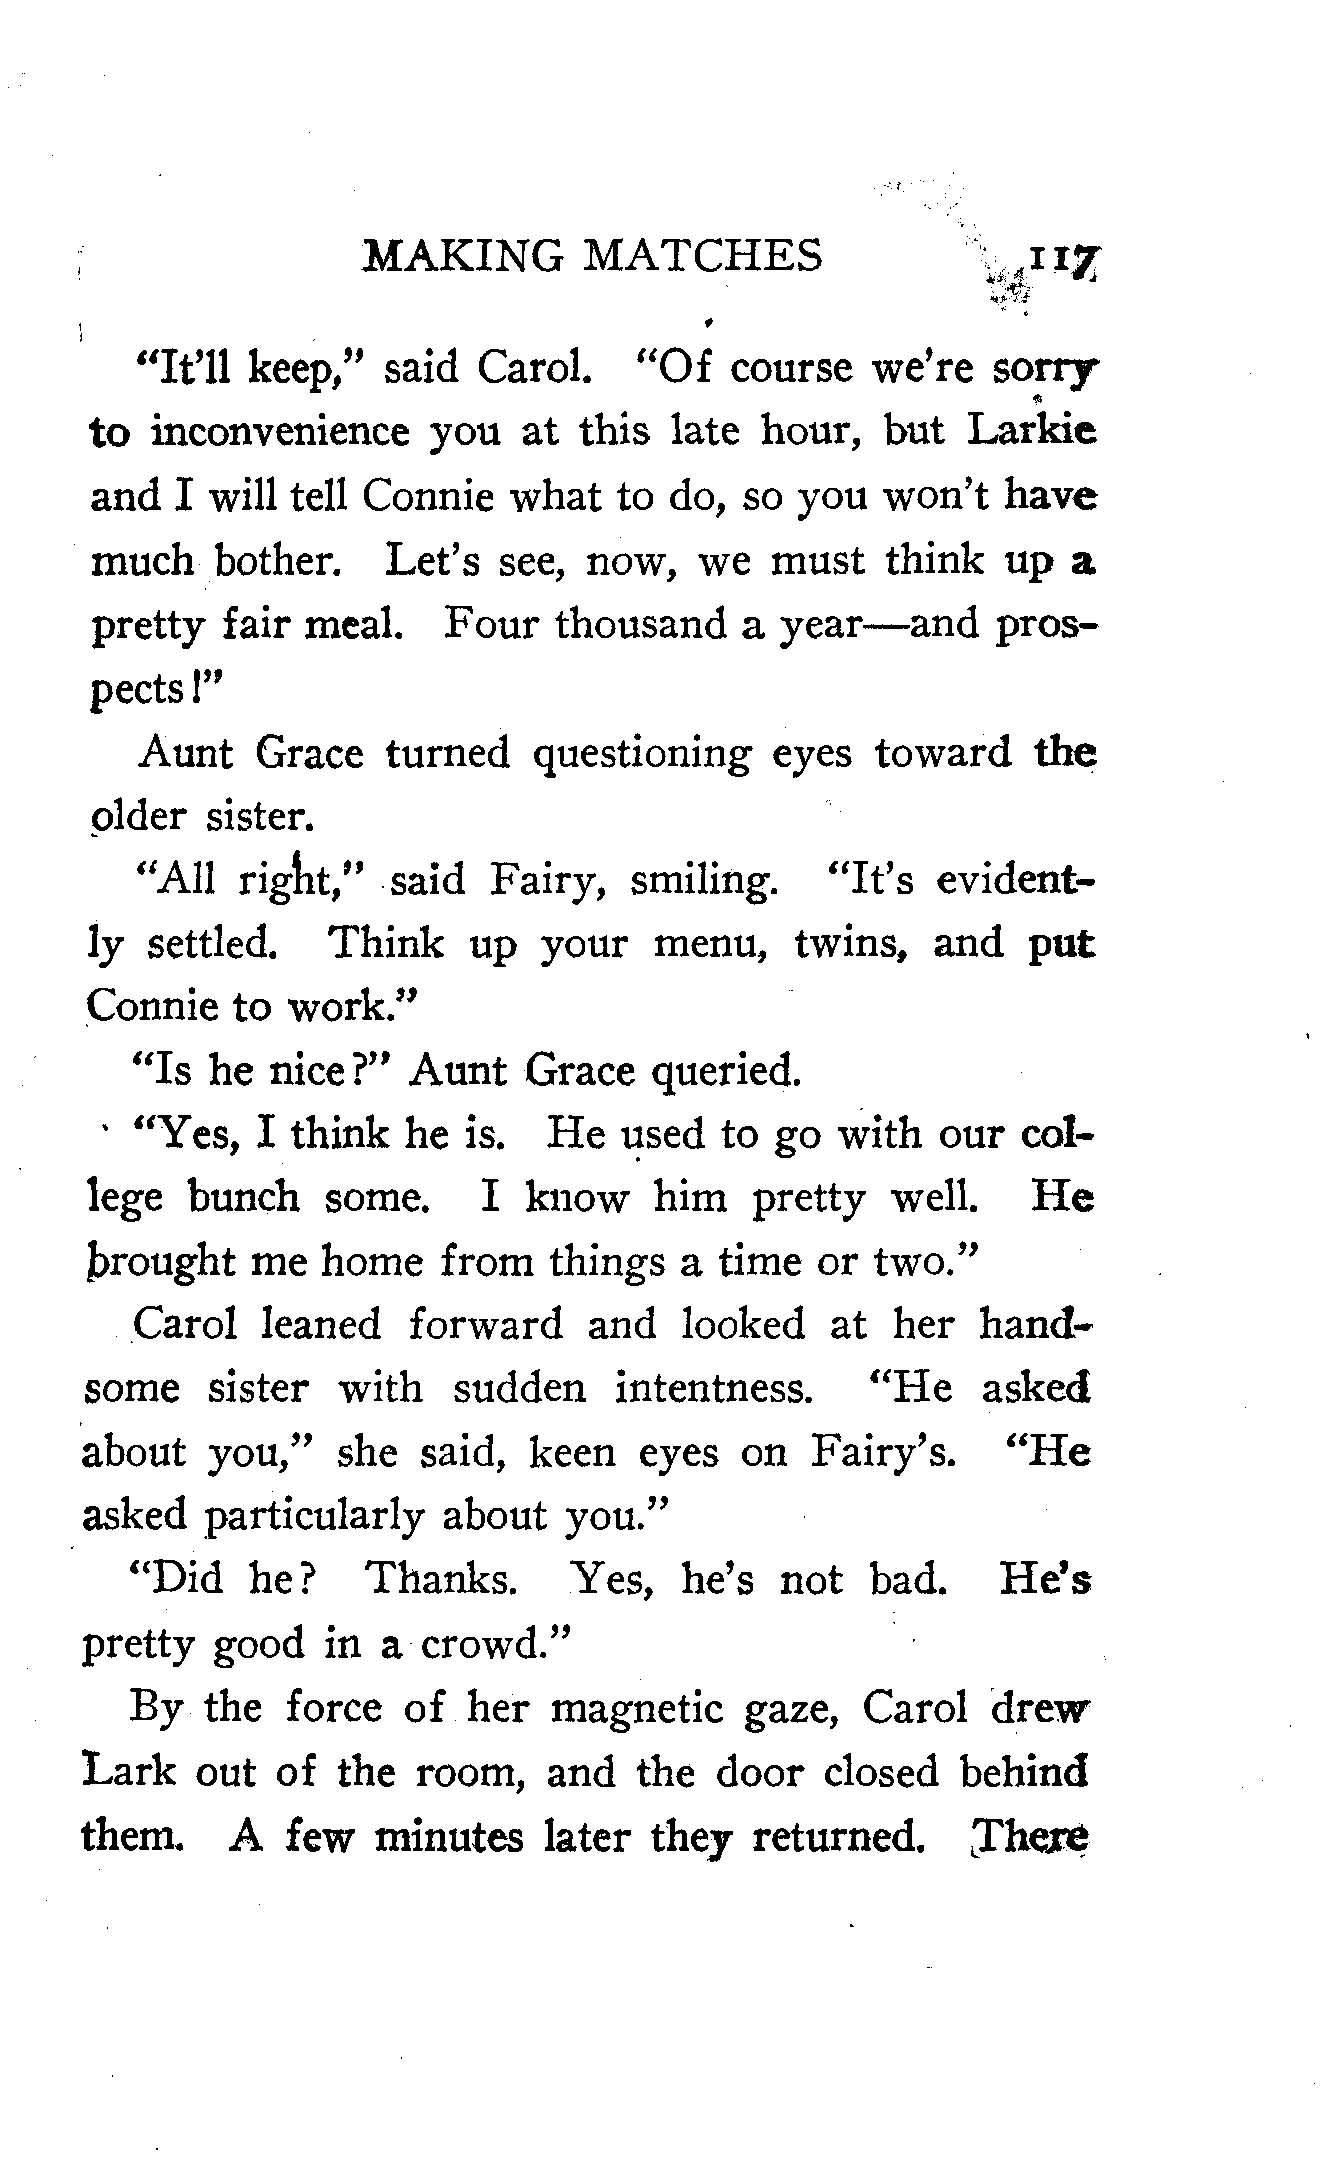 MAKING MATCHES 117
"It'll keep," said Carol. "Of course we're sorry
to inconvenience you at this late hour, but Larkie
and I will tell Connie what to do, so you won't have
much bother. Let's see, now, we must think up a
pretty fair meal. Four thousand a year—and pros-
pects!"
Aunt Grace turned questioning eyes toward the
older sister.
"All right," said Fairy, smiling. "It's evident-
ly settled. Think up your menu, twins, and put
Connie to work."
"Is he nice?" Aunt Grace queried.
"Yes, I think he is. He used to go with our col-
lege bunch some. I know him pretty well. He
brought me home from things a time or two."
Carol leaned forward and looked at her hand-
some sister with sudden intentness. "He asked
about you," she said, keen eyes on Fairy's. "He
asked particularly about you."
"Did he? Thanks. Yes, he's not bad. He's
pretty good in a crowd."
By the force of her magnetic gaze, Carol drew
Lark out of the room, and the door closed behind
them. A few minutes later they returned. There